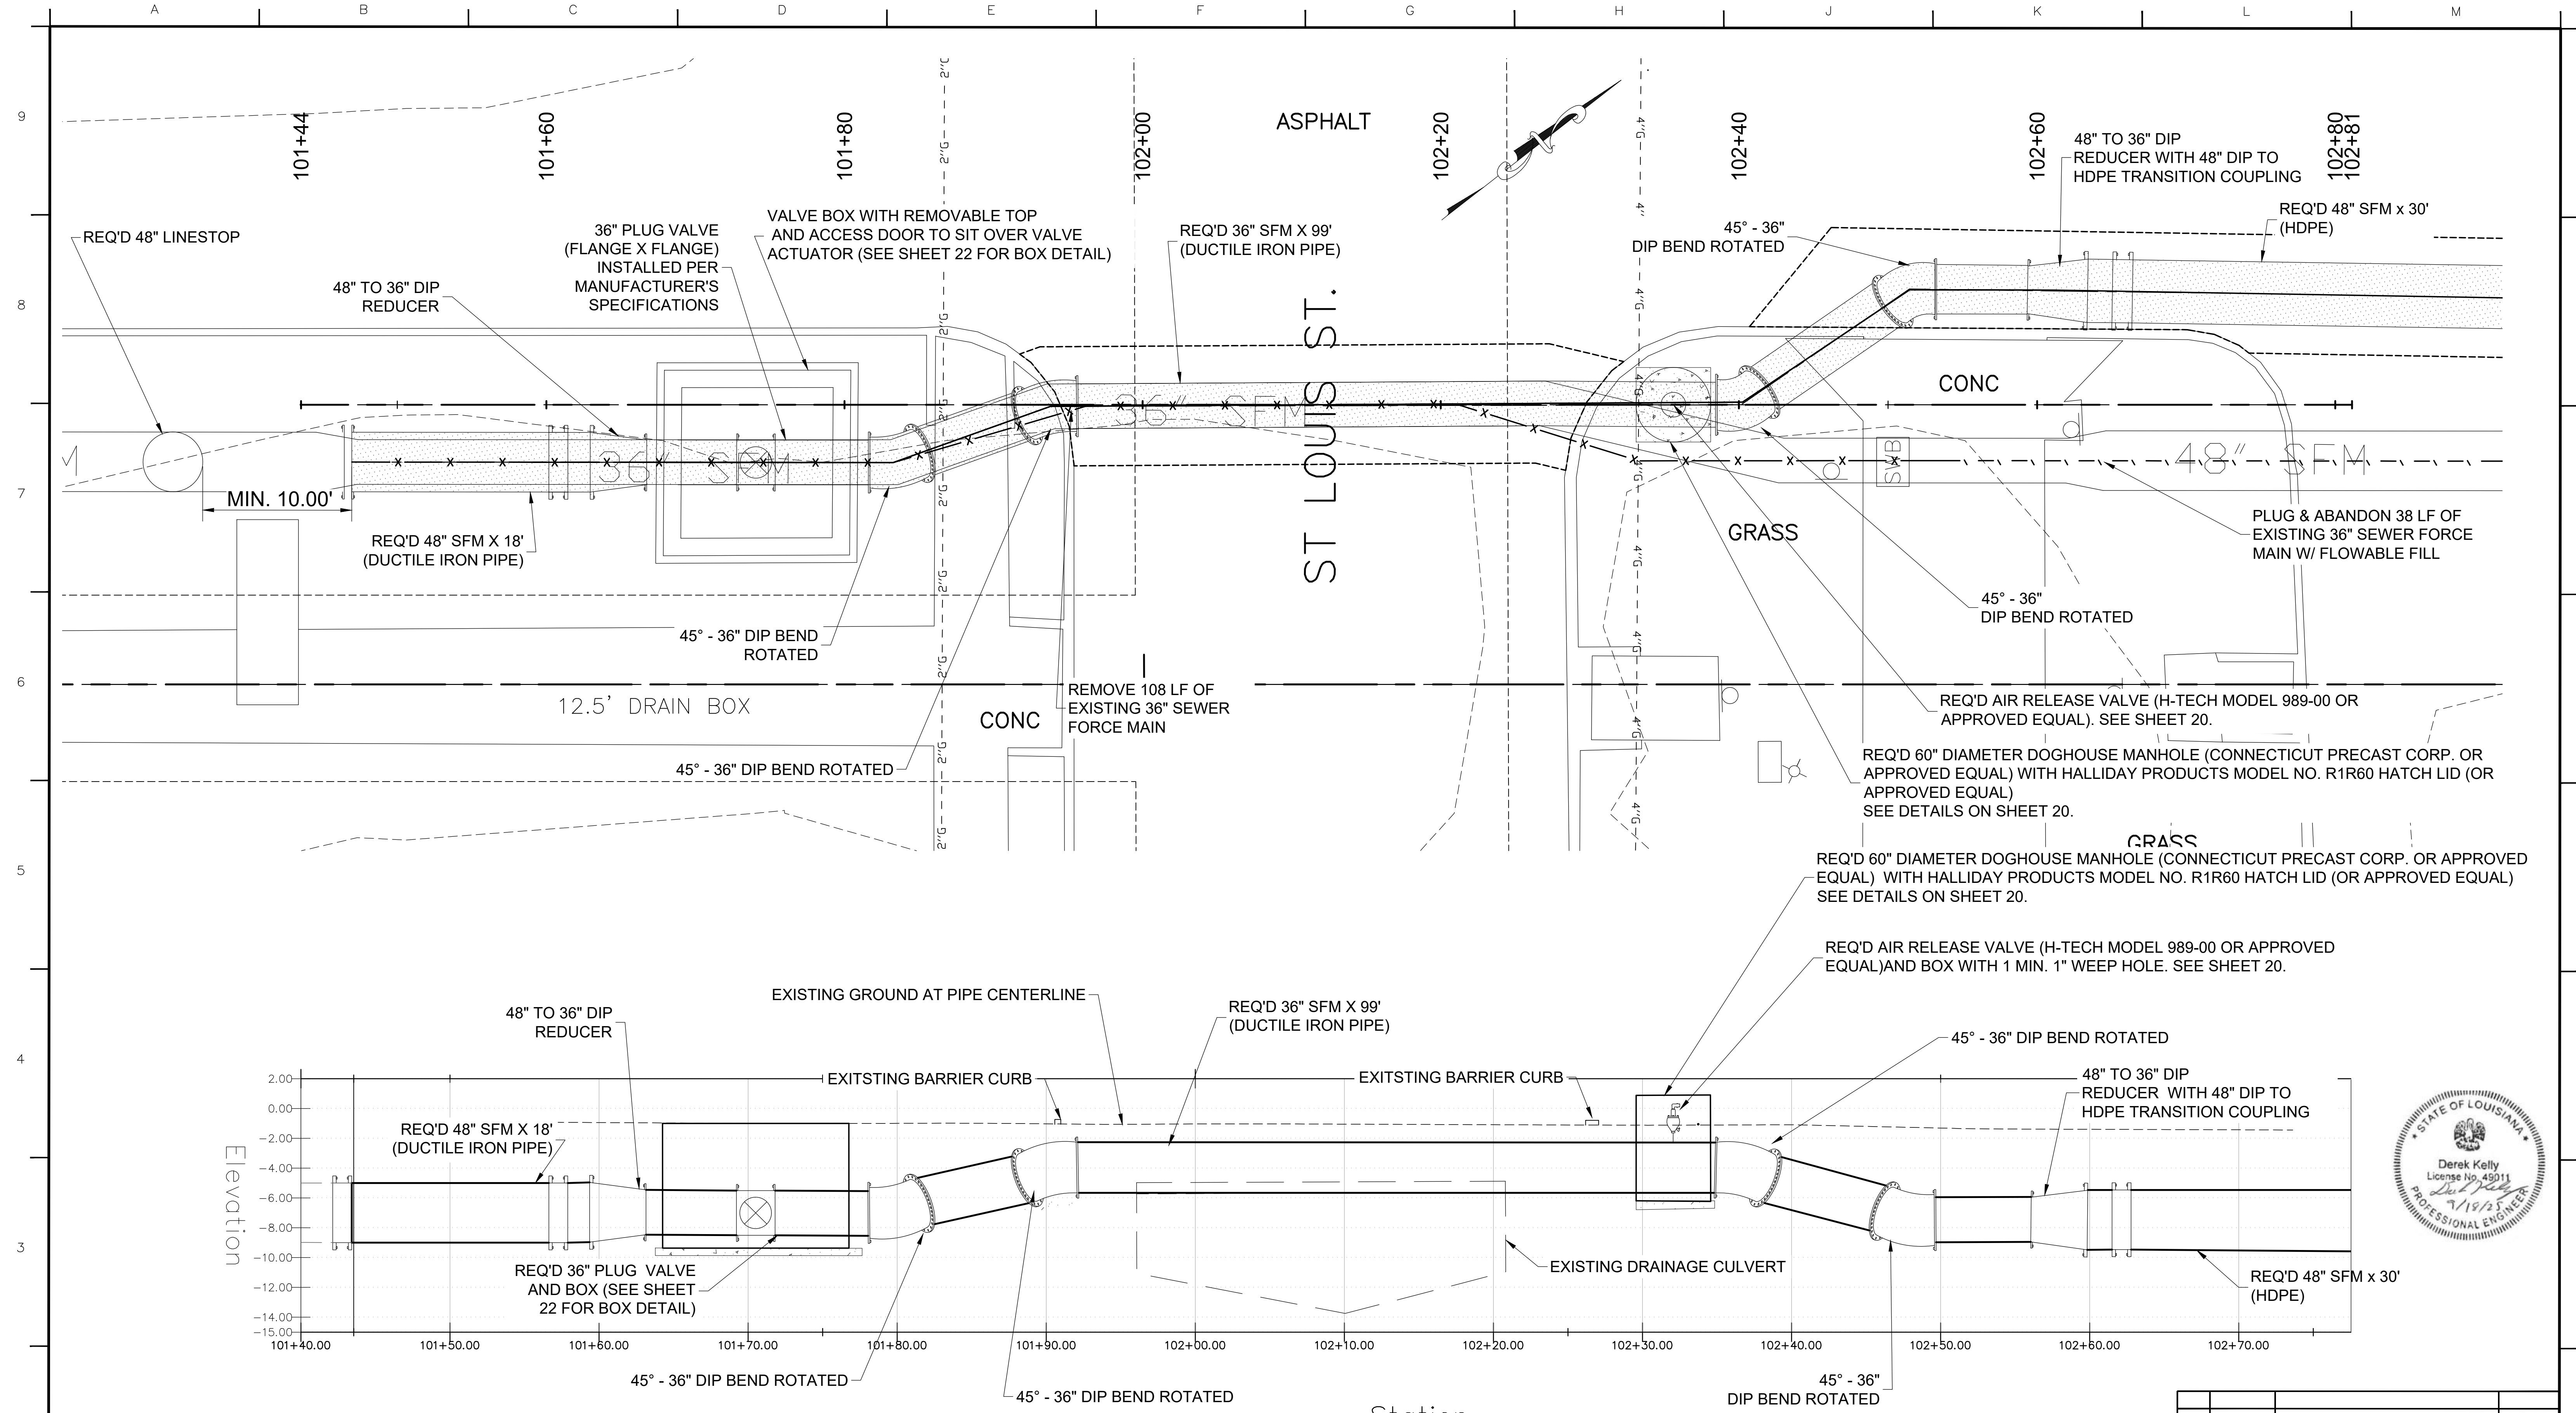 A B C D E F G H J K L M
9
8
7
6
5
4
3
101+44
101+60
101+80
102+00
102+20
102+40
102+60
102+80
102+81
ASPHALT
REQ'D 48" LINESTOP
48" TO 36" DIP
REDUCER
36" PLUG VALVE
(FLANGE X FLANGE)
INSTALLED PER
MANUFACTURER'S
SPECIFICATIONS
VALVE BOX WITH REMOVABLE TOP
AND ACCESS DOOR TO SIT OVER VALVE
ACTUATOR (SEE SHEET 22 FOR BOX DETAIL)
REQ'D 36" SFM X 99'
(DUCTILE IRON PIPE)
45° - 36"
DIP BEND ROTATED
48" TO 36" DIP
REDUCER WITH 48" DIP TO
HDPE TRANSITION COUPLING
REQ'D 48" SFM x 30'
(HDPE)
ST LOUIS ST.
36" SFM
36" SFM
48" SFM
M
SWB
CONC
MIN. 10.00'
REQ'D 48" SFM X 18'
(DUCTILE IRON PIPE)
GRASS
PLUG & ABANDON 38 LF OF
EXISTING 36" SEWER FORCE
MAIN W/ FLOWABLE FILL
45° - 36"
DIP BEND ROTATED
45° - 36" DIP BEND
ROTATED
12.5' DRAIN BOX
CONC
REMOVE 108 LF OF
EXISTING 36" SEWER
FORCE MAIN
45° - 36" DIP BEND ROTATED
2"G
4"G
REQ'D AIR RELEASE VALVE (H-TECH MODEL 989-00 OR
APPROVED EQUAL). SEE SHEET 20.
REQ'D 60" DIAMETER DOGHOUSE MANHOLE (CONNECTICUT PRECAST CORP. OR
APPROVED EQUAL) WITH HALLIDAY PRODUCTS MODEL NO. R1R60 HATCH LID (OR
APPROVED EQUAL)
SEE DETAILS ON SHEET 20.
GRASS
REQ'D 60" DIAMETER DOGHOUSE MANHOLE (CONNECTICUT PRECAST CORP. OR APPROVED
EQUAL) WITH HALLIDAY PRODUCTS MODEL NO. R1R60 HATCH LID (OR APPROVED EQUAL)
SEE DETAILS ON SHEET 20.
REQ'D AIR RELEASE VALVE (H-TECH MODEL 989-00 OR APPROVED
EQUAL)AND BOX WITH 1 MIN. 1" WEEP HOLE. SEE SHEET 20.
EXISTING GROUND AT PIPE CENTERLINE
48" TO 36" DIP
REDUCER
REQ'D 36" SFM X 99'
(DUCTILE IRON PIPE)
45° - 36" DIP BEND ROTATED
EXITSTING BARRIER CURB
EXITSTING BARRIER CURB
48" TO 36" DIP
REDUCER WITH 48" DIP TO
HDPE TRANSITION COUPLING
REQ'D 48" SFM X 18'
(DUCTILE IRON PIPE)
Elevation
2.00
0.00
-2.00
-4.00
-6.00
-8.00
-10.00
-12.00
-14.00
-15.00
REQ'D 36" PLUG VALVE
AND BOX (SEE SHEET
22 FOR BOX DETAIL)
EXISTING DRAINAGE CULVERT
REQ'D 48" SFM x 30'
(HDPE)
STATE OF LOUISIANA
Derek Kelly
License No. 49011
9/18/25
PROFESSIONAL ENGINEER
101+40.00 101+50.00 101+60.00 101+70.00 101+80.00 101+90.00 102+00.00 102+10.00 102+20.00 102+30.00 102+40.00 102+50.00 102+60.00 102+70.00
45° - 36" DIP BEND ROTATED
45° - 36" DIP BEND ROTATED
45° - 36"
DIP BEND ROTATED
Station